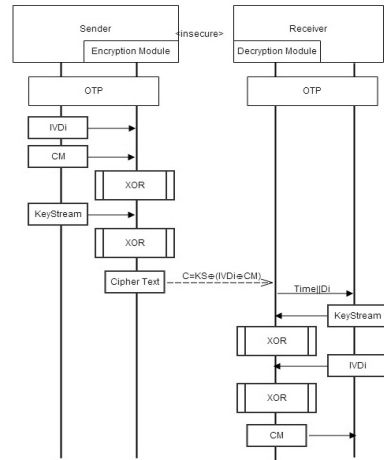 Sender
Receiver
Encryption Module
<insecure>
Decryption Module
OTP
OTP
IVDi
CM
XOR
KeyStream
XOR
Cipher Text
C=KS⊕(IVDi⊕CM)
Time||Di
KeyStream
XOR
IVDi
XOR
CM